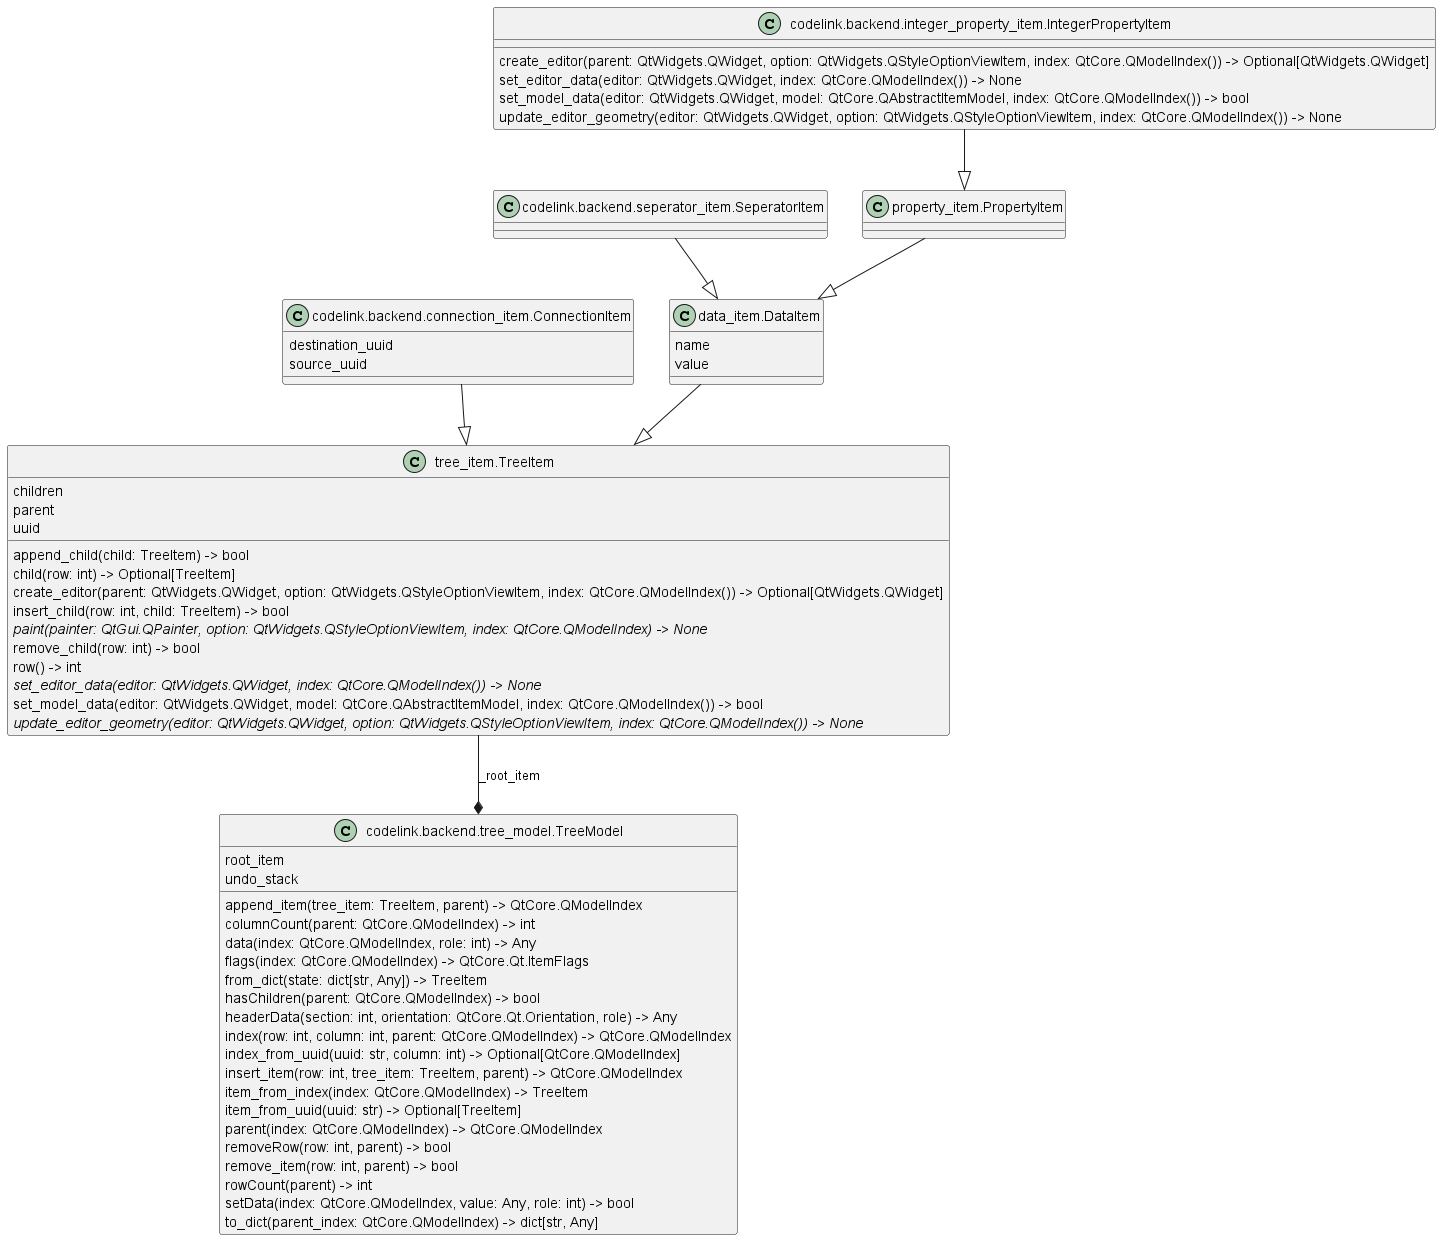 C codelink.backend.integer_property_item.IntegerPropertyItem
create_editor(parent: QtWidgets.QWidget, option: QtWidgets.QStyleOptionViewItem, index: QtCore.QModelIndex()) -> Optional[QtWidgets.QWidget]
set_editor_data(editor: QtWidgets.QWidget, index: QtCore.QModelIndex()) -> None
set_model_data(editor: QtWidgets.QWidget, model: QtCore.QAbstractItemModel, index: QtCore.QModelIndex()) -> bool
update_editor_geometry(editor: QtWidgets.QWidget, option: QtWidgets.QStyleOptionViewItem, index: QtCore.QModelIndex()) -> None
C codelink.backend.seperator_item.SeperatorItem
C property_item.PropertyItem
C codelink.backend.connection_item.ConnectionItem
destination_uuid
source_uuid
C data_item.DataItem
name
value
C tree_item.TreeItem
children
parent
uuid
append_child(child: TreeItem) -> bool
child(row: int) -> Optional[TreeItem]
create_editor(parent: QtWidgets.QWidget, option: QtWidgets.QStyleOptionViewItem, index: QtCore.QModelIndex()) -> Optional[QtWidgets.QWidget]
insert_child(row: int, child: TreeItem) -> bool
paint(painter: QtGui.QPainter, option: QtWidgets.QStyleOptionViewItem, index: QtCore.QModelIndex) -> None
remove_child(row: int) -> bool
row() -> int
set_editor_data(editor: QtWidgets.QWidget, index: QtCore.QModelIndex()) -> None
set_model_data(editor: QtWidgets.QWidget, model: QtCore.QAbstractItemModel, index: QtCore.QModelIndex()) -> bool
update_editor_geometry(editor: QtWidgets.QWidget, option: QtWidgets.QStyleOptionViewItem, index: QtCore.QModelIndex()) -> None
_root_item
C codelink.backend.tree_model.TreeModel
root_item
undo_stack
append_item(tree_item: TreeItem, parent) -> QtCore.QModelIndex
columnCount(parent: QtCore.QModelIndex) -> int
data(index: QtCore.QModelIndex, role: int) -> Any
flags(index: QtCore.QModelIndex) -> QtCore.Qt.ItemFlags
from_dict(state: dict[str, Any]) -> TreeItem
hasChildren(parent: QtCore.QModelIndex) -> bool
headerData(section: int, orientation: QtCore.Qt.Orientation, role) -> Any
index(row: int, column: int, parent: QtCore.QModelIndex) -> QtCore.QModelIndex
index_from_uuid(uuid: str, column: int) -> Optional[QtCore.QModelIndex]
insert_item(row: int, tree_item: TreeItem, parent) -> QtCore.QModelIndex
item_from_index(index: QtCore.QModelIndex) -> TreeItem
item_from_uuid(uuid: str) -> Optional[TreeItem]
parent(index: QtCore.QModelIndex) -> QtCore.QModelIndex
removeRow(row: int, parent) -> bool
remove_item(row: int, parent) -> bool
rowCount(parent) -> int
setData(index: QtCore.QModelIndex, value: Any, role: int) -> bool
to_dict(parent_index: QtCore.QModelIndex) -> dict[str, Any]